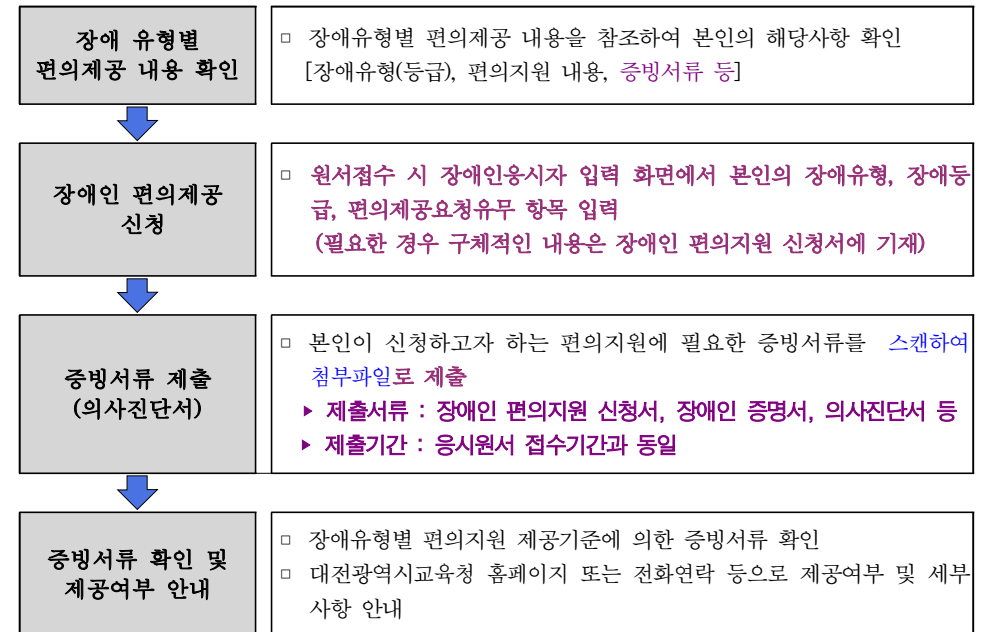 장애 유형별
편의제공 내용 확인
□ 장애유형별 편의제공 내용을 참조하여 본인의 해당사항 확인
[장애유형(등급), 편의지원 내용, 증빙서류 등]
장애인 편의제공
신청
□ 원서접수 시 장애인응시자 입력 화면에서 본인의 장애유형, 장애등
급, 편의제공요청유무 항목 입력
(필요한 경우 구체적인 내용은 장애인 편의지원 신청서에 기재)
증빙서류 제출
(의사진단서)
□ 본인이 신청하고자 하는 편의지원에 필요한 증빙서류를 스캔하여
첨부파일로 제출
▸ 제출서류 : 장애인 편의지원 신청서, 장애인 증명서, 의사진단서 등
▸ 제출기간 : 응시원서 접수기간과 동일
증빙서류 확인 및
제공여부 안내
□ 장애유형별 편의지원 제공기준에 의한 증빙서류 확인
□ 대전광역시교육청 홈페이지 또는 전화연락 등으로 제공여부 및 세부
사항 안내